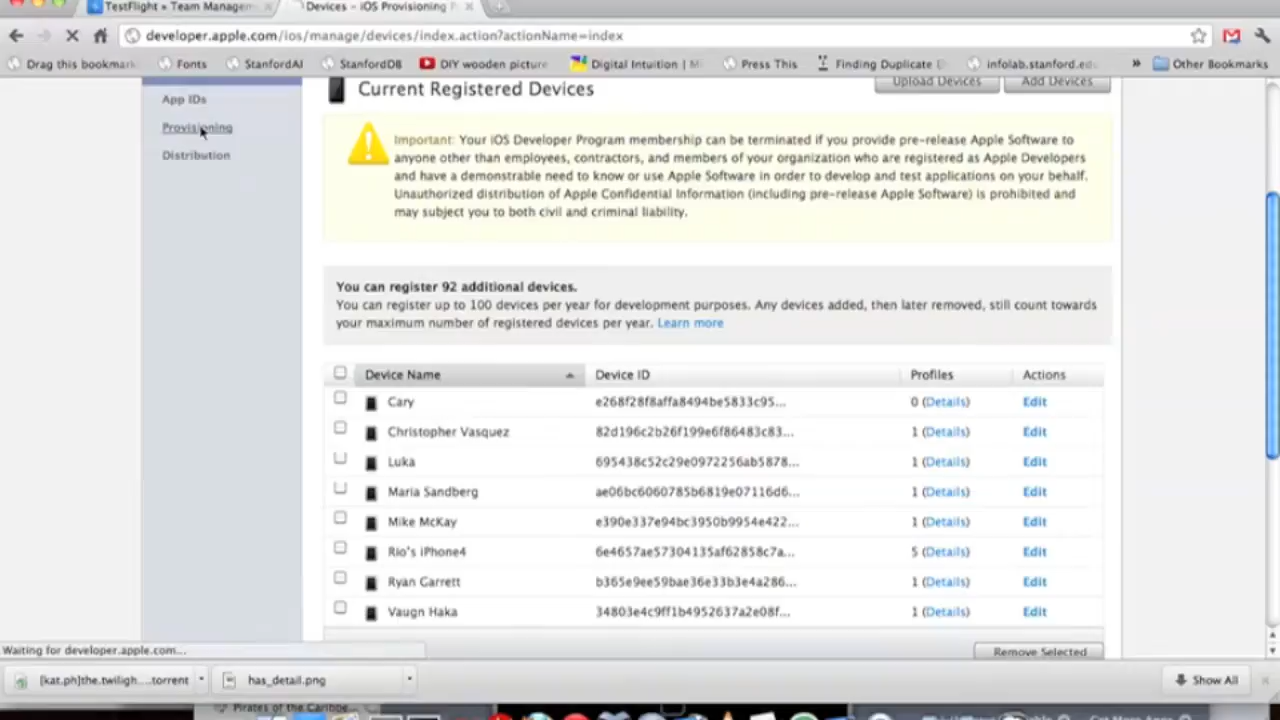 TestFlight » Team Managem
Devices - iOS Provisioning P
developer.apple.com/ios/manage/devices/index.action?actionName=index
Drag this bookmark
Fonts
StanfordAI
StanfordDB
DIY wooden picture
Digital Intuition | M
Press This
Finding Duplicate
infolab.stanford.edu
»
Other Bookmarks
App IDs
Provisioning
Distribution
Current Registered Devices
Upload Devices
Add Devices
Important: Your iOS Developer Program membership can be terminated if you provide pre-release Apple Software to
anyone other than employees, contractors, and members of your organization who are registered as Apple Developers
and have a demonstrable need to know or use Apple Software in order to develop and test applications on your behalf.
Unauthorized distribution of Apple Confidential Information (including pre-release Apple Software) is prohibited and
may subject you to both civil and criminal liability.
You can register 92 additional devices.
You can register up to 100 devices per year for development purposes. Any devices added, then later removed, still count towards
your maximum number of registered devices per year. Learn more
Device Name Device ID Profiles Actions
Cary e268f28f8affa8494be5833c95... 0 (Details) Edit
Christopher Vasquez 82d196c2b26f199e6f86483c83... 1 (Details) Edit
Luka 695438c52c29e0972256ab5878... 1 (Details) Edit
Maria Sandberg ae06bc6060785b6819e07116d6... 1 (Details) Edit
Mike McKay e390e337e94bc3950b9954e422... 1 (Details) Edit
Rio's iPhone4 6e4657ae57304135af62858c7a... 5 (Details) Edit
Ryan Garrett b365e9ee59bae36e33b3e4a286... 1 (Details) Edit
Vaugn Haka 34803e4c9ff1b4952637a2e08f... 1 (Details) Edit
Remove Selected
Waiting for developer.apple.com...
[kat.ph]the.twiligh....torrent
has_detail.png
Show All
Pirates of the Caribbe...